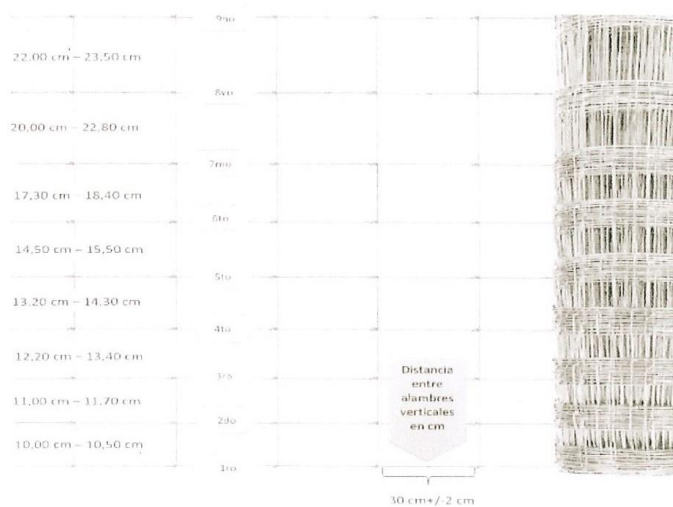 9no
22.00 cm – 23,50 cm
8vo
20,00 cm – 22,80 cm
7mo
17,30 cm – 18,40 cm
6to
14,50 cm – 15,50 cm
5to
13.20 cm – 14.30 cm
4to
12,20 cm – 13,40 cm
3ro
11,00 cm – 11,70 cm
2do
10,00 cm – 10,50 cm
1ro
Distancia
entre
alambres
verticales
en cm
30 cm+/-2 cm